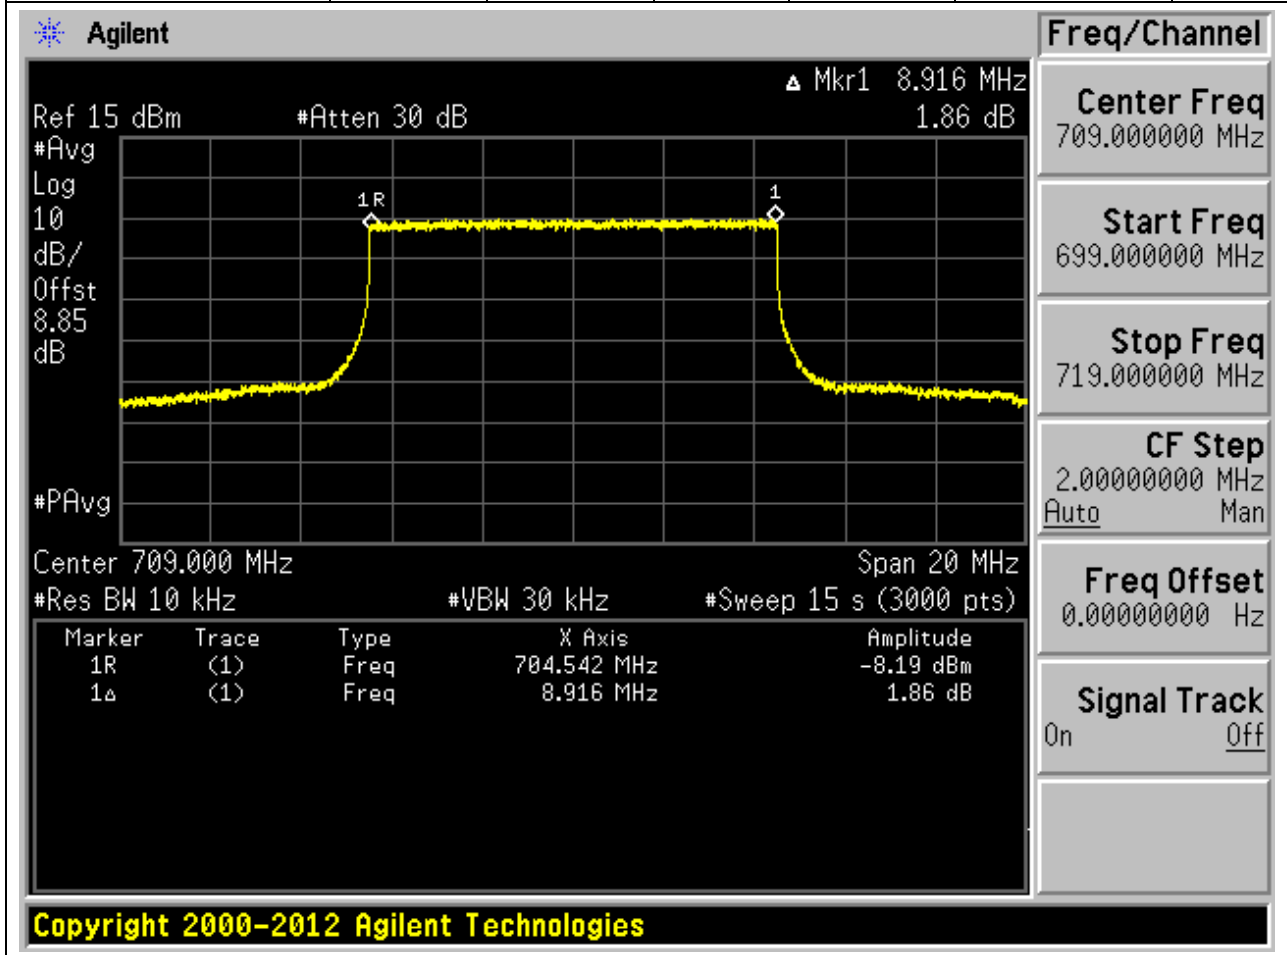 Agilent
Freq/Channel
Δ Mkr1 8.916 MHz
Ref 15 dBm #Atten 30 dB 1.86 dB
#Avg
Log
10
dB/
Offst
8.85
dB
#PAvg
1R
1
Center 709.000 MHz Span 20 MHz
#Res BW 10 kHz #VBW 30 kHz #Sweep 15 s (3000 pts)
Marker Trace Type X Axis Amplitude
1R (1) Freq 704.542 MHz -8.19 dBm
1Δ (1) Freq 8.916 MHz 1.86 dB
Center Freq
709.000000 MHz
Start Freq
699.000000 MHz
Stop Freq
719.000000 MHz
CF Step
2.00000000 MHz
Auto Man
Freq Offset
0.00000000 Hz
Signal Track
On Off
Copyright 2000-2012 Agilent Technologies